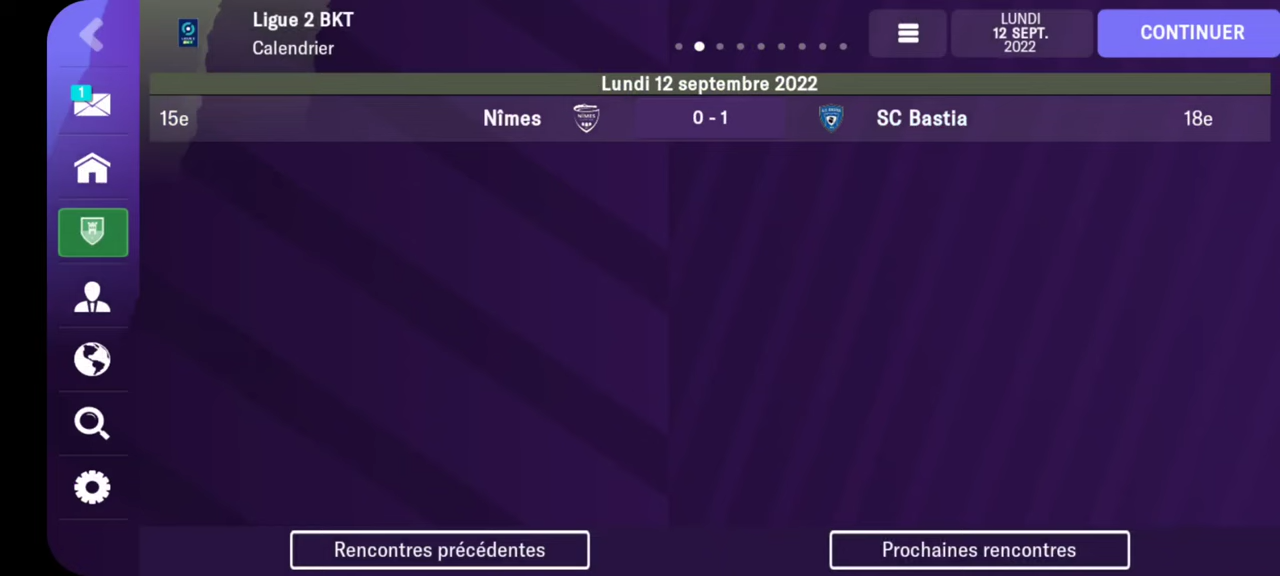 Ligue 2 BKT
Calendrier
LUNDI
12 SEPT.
2022
CONTINUER
1
Lundi 12 septembre 2022
15e Nîmes NÎMES 0 - 1 SC Bastia 18e
Rencontres précédentes
Prochaines rencontres